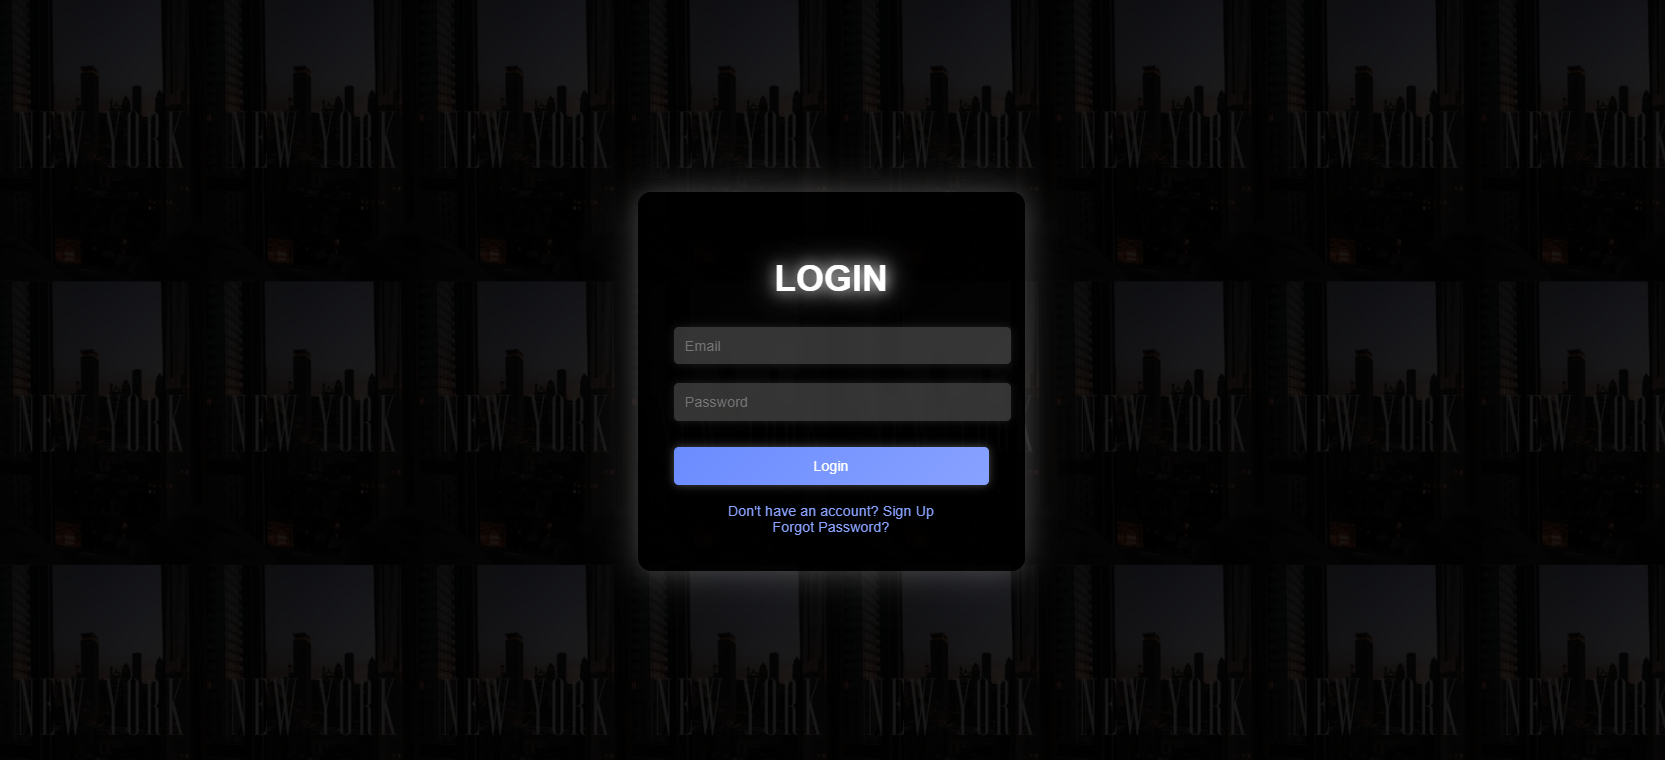 NEW YORK NEW YORK NEW YORK NEW YORK NEW YORK NEW YORK NEW YORK NEW YORK
LOGIN
Email
Password
NEW YORK NEW YORK NEW YORK NEW YORK NEW YORK NEW YORK
Login
Don't have an account? Sign Up
Forgot Password?
NEW YORK NEW YORK NEW YORK NEW YORK NEW YORK NEW YORK NEW YORK NEW YORK